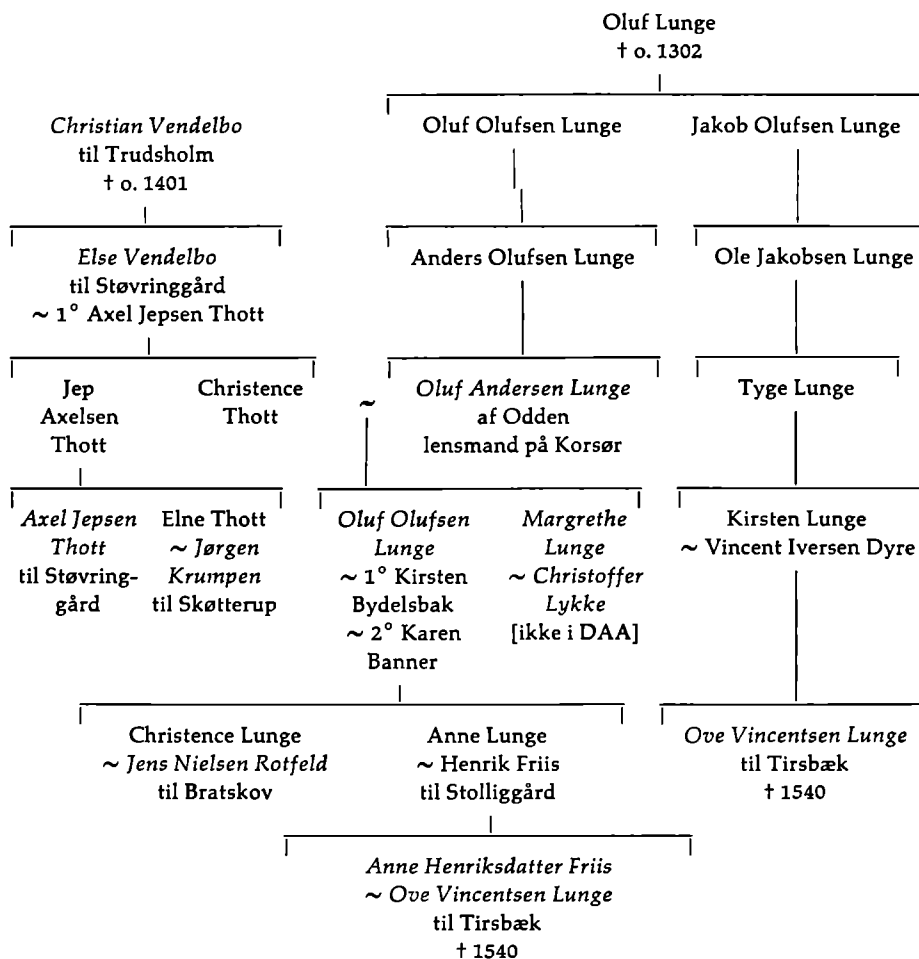 Oluf Lunge
† o. 1302
Christian Vendelbo
til Trudsholm
† o. 1401
Oluf Olufsen Lunge
Jakob Olufsen Lunge
Else Vendelbo
til Støvringgård
~ 1° Axel Jepsen Thott
Anders Olufsen Lunge
Ole Jakobsen Lunge
Jep
Axelsen
Thott
Christence
Thott
~
Oluf Andersen Lunge
af Odden
lensmand på Korsør
Tyge Lunge
Axel Jepsen
Thott
til Støvring-
gård
Elne Thott
~ Jørgen
Krumpen
til Skøtterup
Oluf Olufsen
Lunge
~ 1° Kirsten
Bydelsbak
~ 2° Karen
Banner
Margrethe
Lunge
~ Christoffer
Lykke
[ikke i DAA]
Kirsten Lunge
~ Vincent Iversen Dyre
Christence Lunge
~ Jens Nielsen Rotfeld
til Bratskov
Anne Lunge
~ Henrik Friis
til Stolliggård
Ove Vincentsen Lunge
til Tirsbæk
† 1540
Anne Henriksdatter Friis
~ Ove Vincentsen Lunge
til Tirsbæk
† 1540